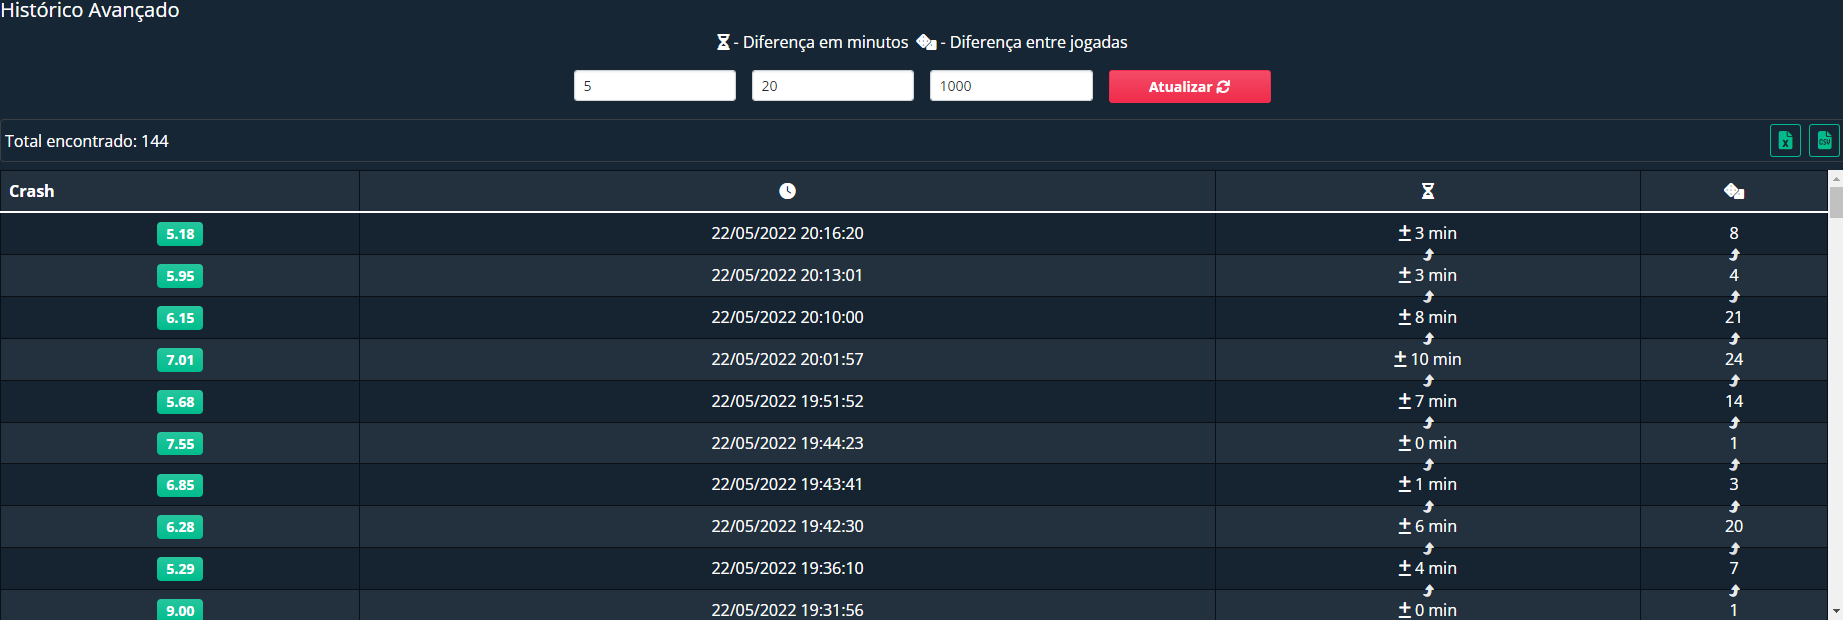 Histórico Avançado
- Diferença em minutos - Diferença entre jogadas
5 20 1000 Atualizar
Total encontrado: 144
X CSV
Crash
5.18 22/05/2022 20:16:20 ± 3 min 8
5.95 22/05/2022 20:13:01 ± 3 min 4
6.15 22/05/2022 20:10:00 ± 8 min 21
7.01 22/05/2022 20:01:57 ± 10 min 24
5.68 22/05/2022 19:51:52 ± 7 min 14
7.55 22/05/2022 19:44:23 ± 0 min 1
6.85 22/05/2022 19:43:41 ± 1 min 3
6.28 22/05/2022 19:42:30 ± 6 min 20
5.29 22/05/2022 19:36:10 ± 4 min 7
9.00 22/05/2022 19:31:56 ± 0 min 1